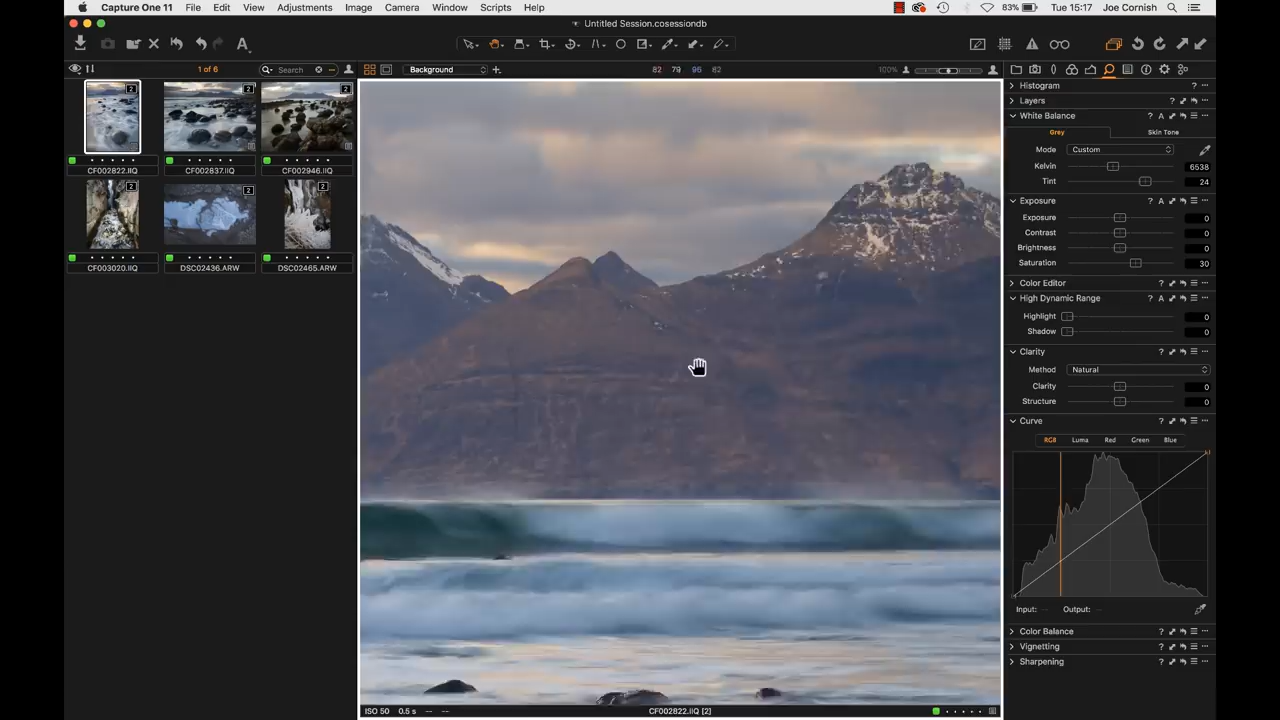 Capture One 11 File Edit View Adjustments Image Camera Window Scripts Help 83% Tue 15:17 Joe Cornish
Untitled Session.cosessiondb
1 of 6 Search Background 82 79 96 82 100%
2 2 2
CF002822.IIQ CF002837.IIQ CF002946.IIQ
2 2 2
CF003020.IIQ DSC02436.ARW DSC02465.ARW
Histogram
Layers
White Balance
Grey Skin Tone
Mode Custom
Kelvin 6538
Tint 24
Exposure
Exposure 0
Contrast 0
Brightness 0
Saturation 30
Color Editor
High Dynamic Range
Highlight 0
Shadow 0
Clarity
Method Natural
Clarity 0
Structure 0
Curve
RGB Luma Red Green Blue
Input: -- Output: --
Color Balance
Vignetting
Sharpening
ISO 50 0.5 s -- -- CF002822.IIQ [2]